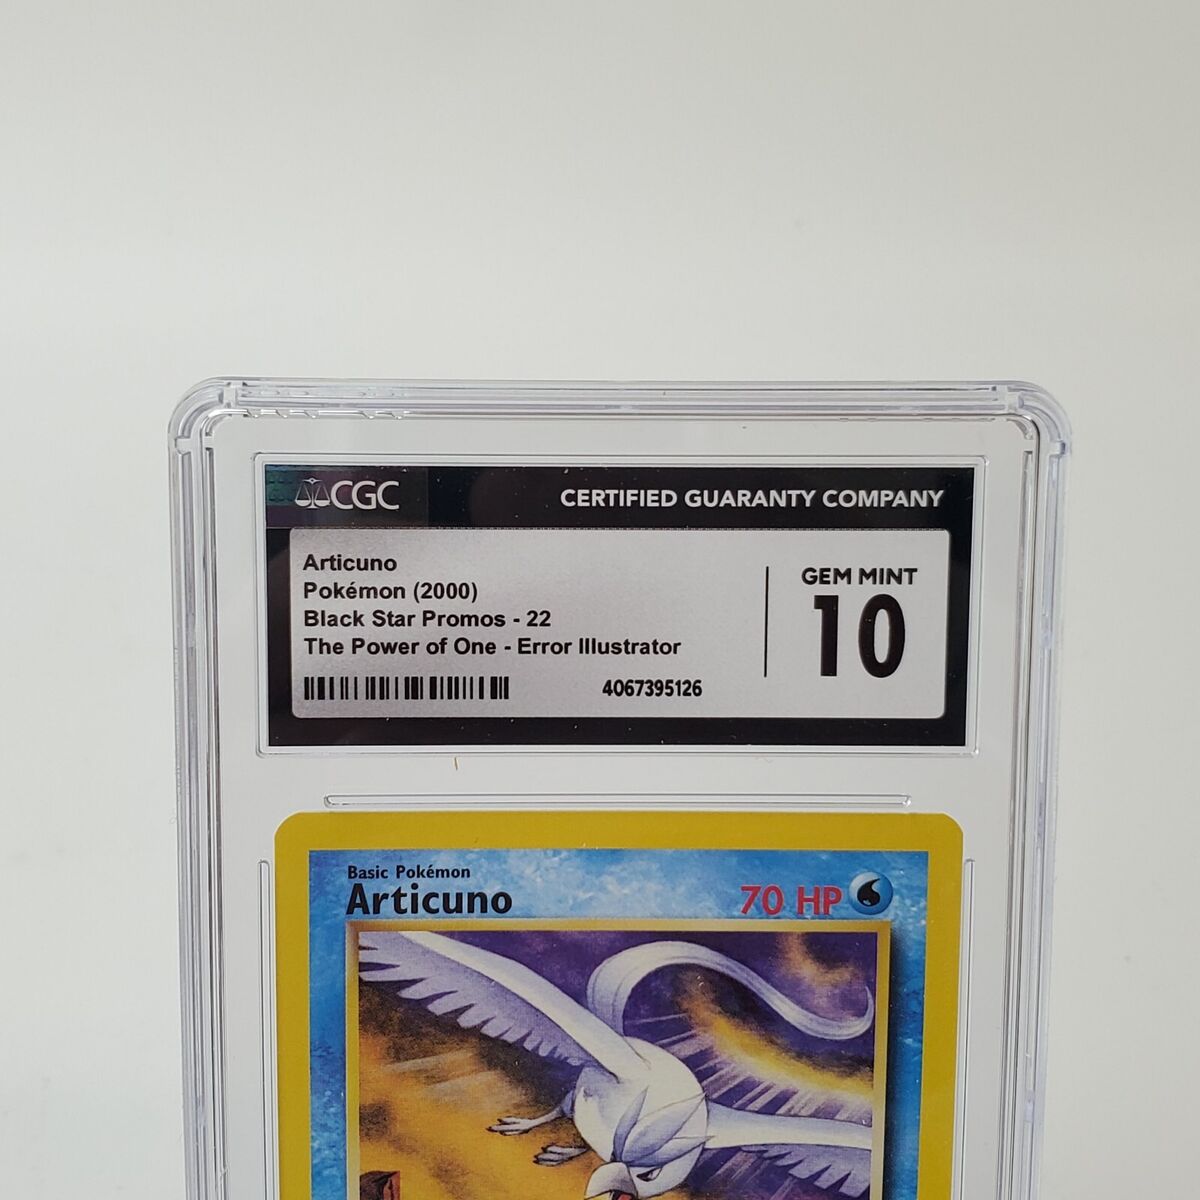 CGC
CERTIFIED GUARANTY COMPANY
Articuno
Pokémon (2000)
Black Star Promos - 22
The Power of One - Error Illustrator
4067395126
GEM MINT
10
Basic Pokémon
Articuno
70 HP